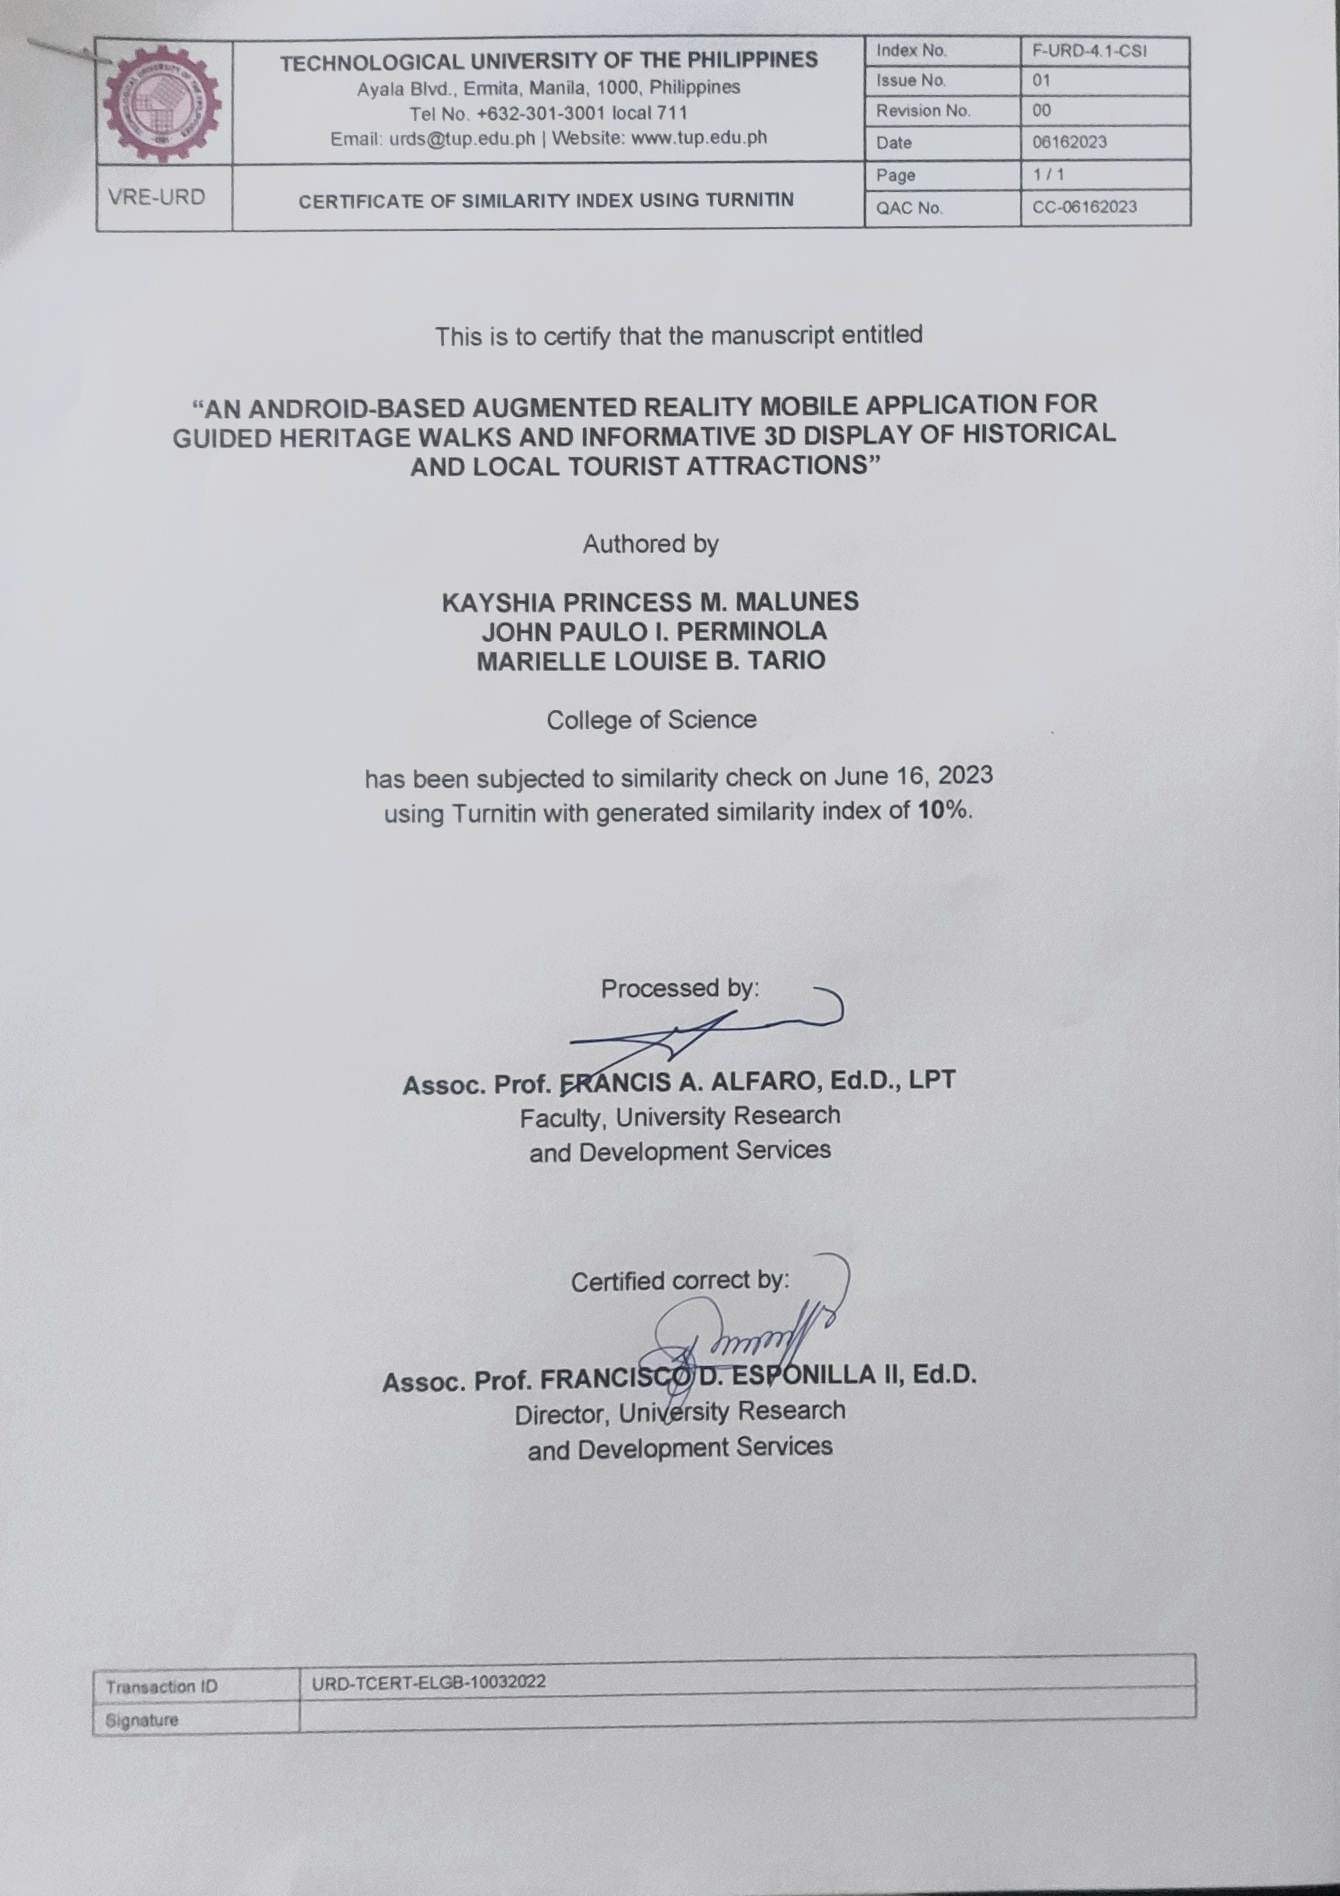 TECHNOLOGICAL UNIVERSITY OF THE PHILIPPINES
Ayala Blvd., Ermita, Manila, 1000, Philippines
Tel No. +632-301-3001 local 711
Email: urds@tup.edu.ph | Website: www.tup.edu.ph
Index No. F-URD-4.1-CSI
Issue No. 01
Revision No. 00
Date 06162023
VRE-URD
CERTIFICATE OF SIMILARITY INDEX USING TURNITIN
Page 1 / 1
QAC No. CC-06162023
This is to certify that the manuscript entitled
“AN ANDROID-BASED AUGMENTED REALITY MOBILE APPLICATION FOR
GUIDED HERITAGE WALKS AND INFORMATIVE 3D DISPLAY OF HISTORICAL
AND LOCAL TOURIST ATTRACTIONS”
Authored by
KAYSHIA PRINCESS M. MALUNES
JOHN PAULO I. PERMINOLA
MARIELLE LOUISE B. TARIO
College of Science
has been subjected to similarity check on June 16, 2023
using Turnitin with generated similarity index of 10%.
Processed by:
Assoc. Prof. FRANCIS A. ALFARO, Ed.D., LPT
Faculty, University Research
and Development Services
Certified correct by:
Assoc. Prof. FRANCISCO D. ESPONILLA II, Ed.D.
Director, University Research
and Development Services
Transaction ID URD-TCERT-ELGB-10032022
Signature